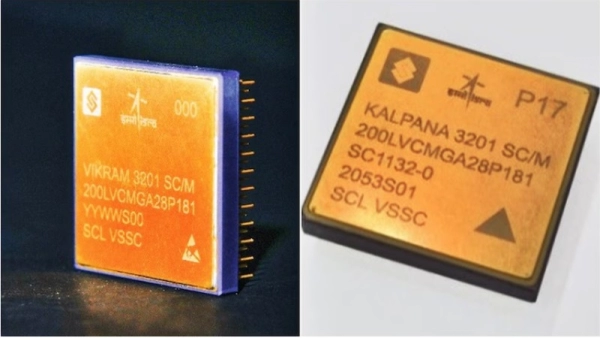 000
VIKRAM 3201 SC/M
200LVCMGA28P181
YYWWS00
SCL VSSC
P17
KALPANA 3201 SC/M
200LVCMGA28P181
SC1132-0
2053S01
SCL VSSC